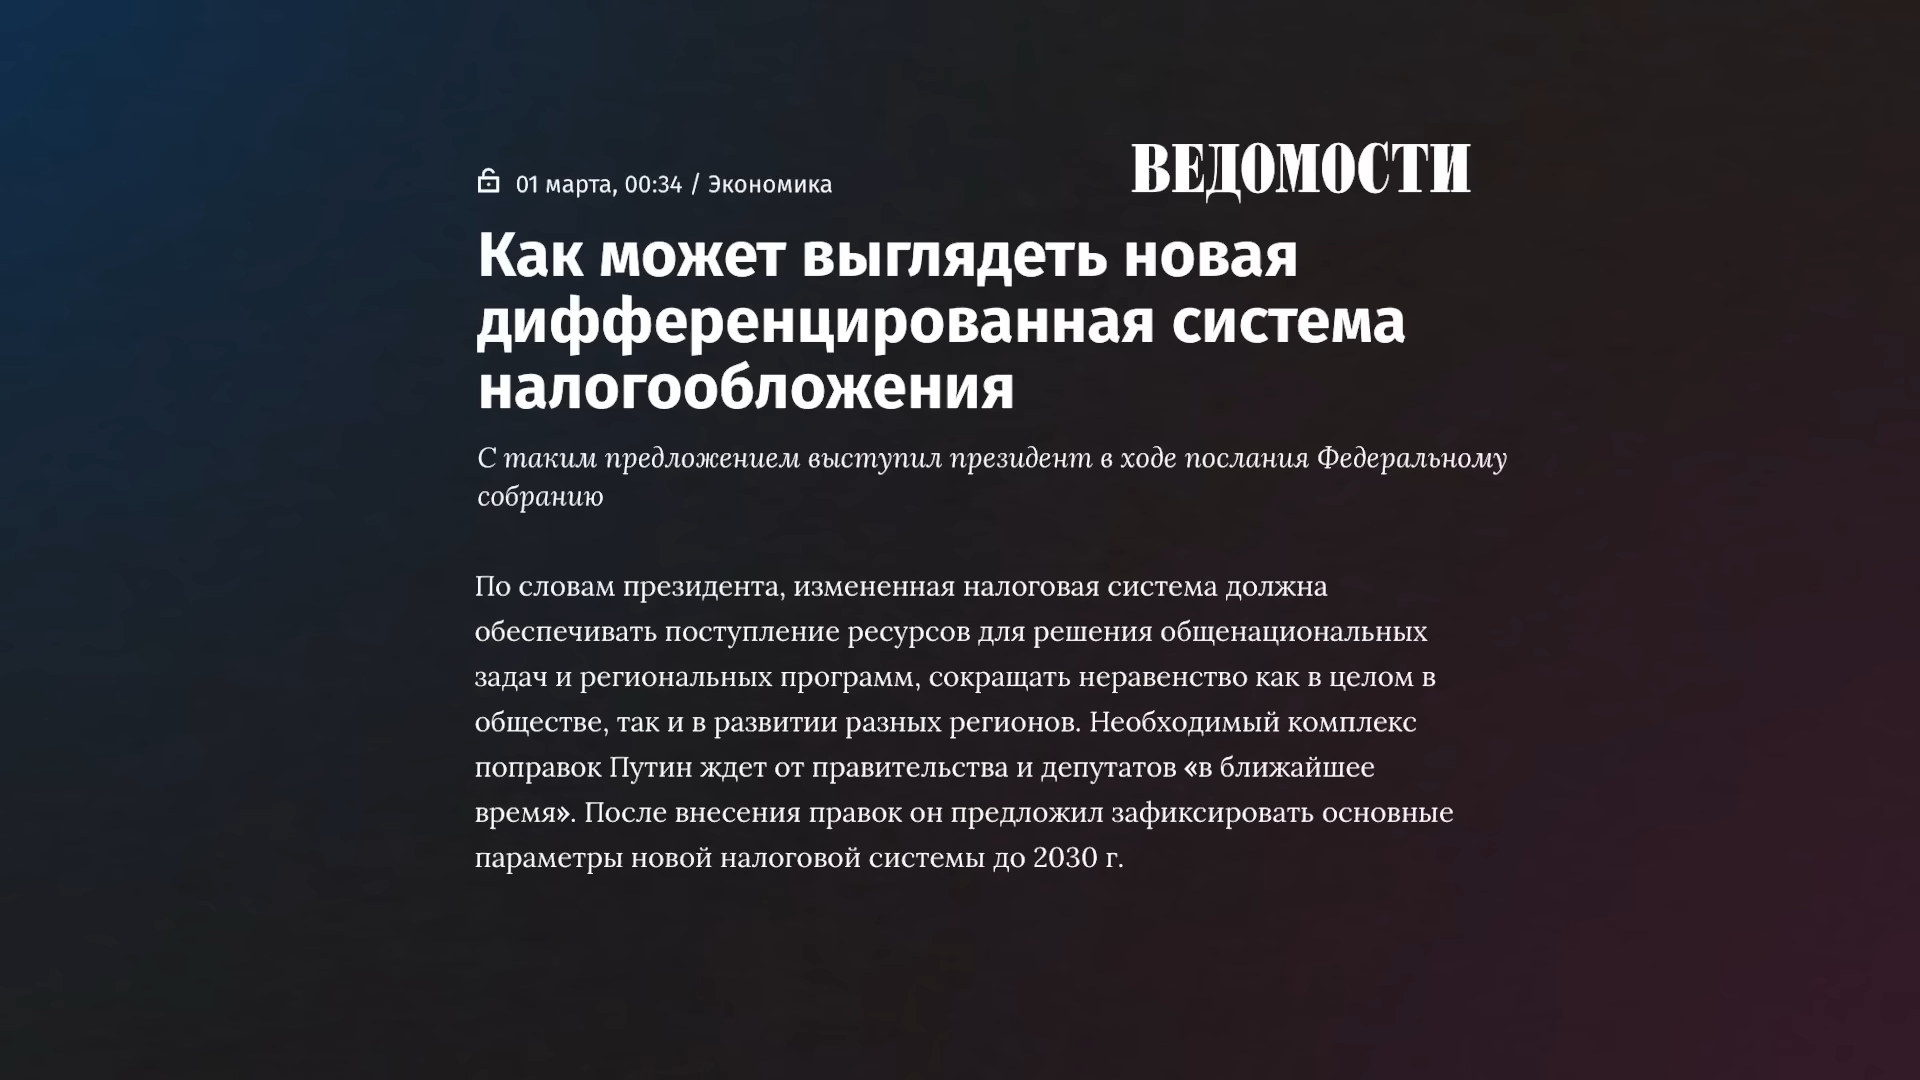 01 марта, 00:34 / Экономика
ВЕДОМОСТИ
Как может выглядеть новая
дифференцированная система
налогообложения
С таким предложением выступил президент в ходе послания Федеральному
собранию
По словам президента, измененная налоговая система должна
обеспечивать поступление ресурсов для решения общенациональных
задач и региональных программ, сокращать неравенство как в целом в
обществе, так и в развитии разных регионов. Необходимый комплекс
поправок Путин ждет от правительства и депутатов «в ближайшее
время». После внесения правок он предложил зафиксировать основные
параметры новой налоговой системы до 2030 г.